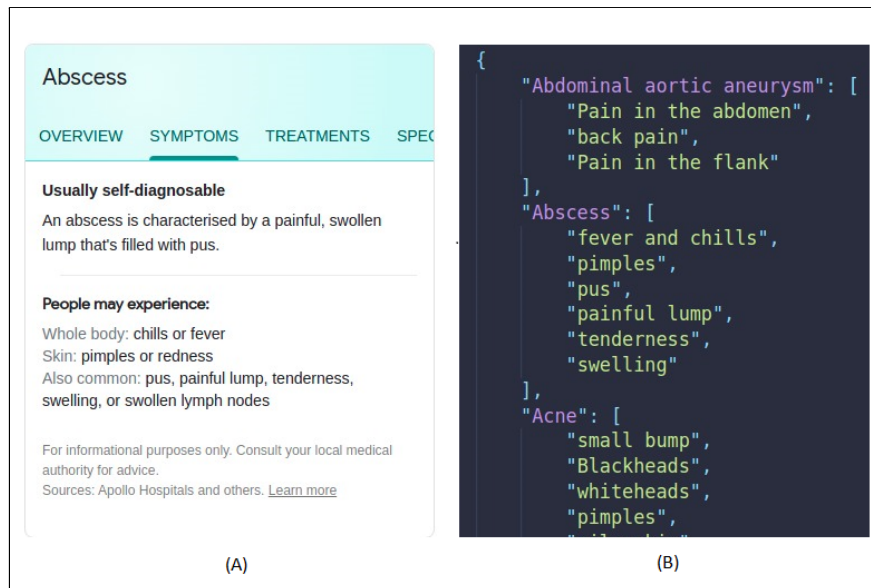 Abscess
OVERVIEW SYMPTOMS TREATMENTS SPEC
Usually self-diagnosable
An abscess is characterised by a painful, swollen
lump that's filled with pus.
People may experience:
Whole body: chills or fever
Skin: pimples or redness
Also common: pus, painful lump, tenderness,
swelling, or swollen lymph nodes
For informational purposes only. Consult your local medical
authority for advice.
Sources: Apollo Hospitals and others. Learn more
(A)
{
"Abdominal aortic aneurysm": [
"Pain in the abdomen",
"back pain",
"Pain in the flank"
],
"Abscess": [
"fever and chills",
"pimples",
"pus",
"painful lump",
"tenderness",
"swelling"
],
"Acne": [
"small bump",
"Blackheads",
"whiteheads",
"pimples",
(B)